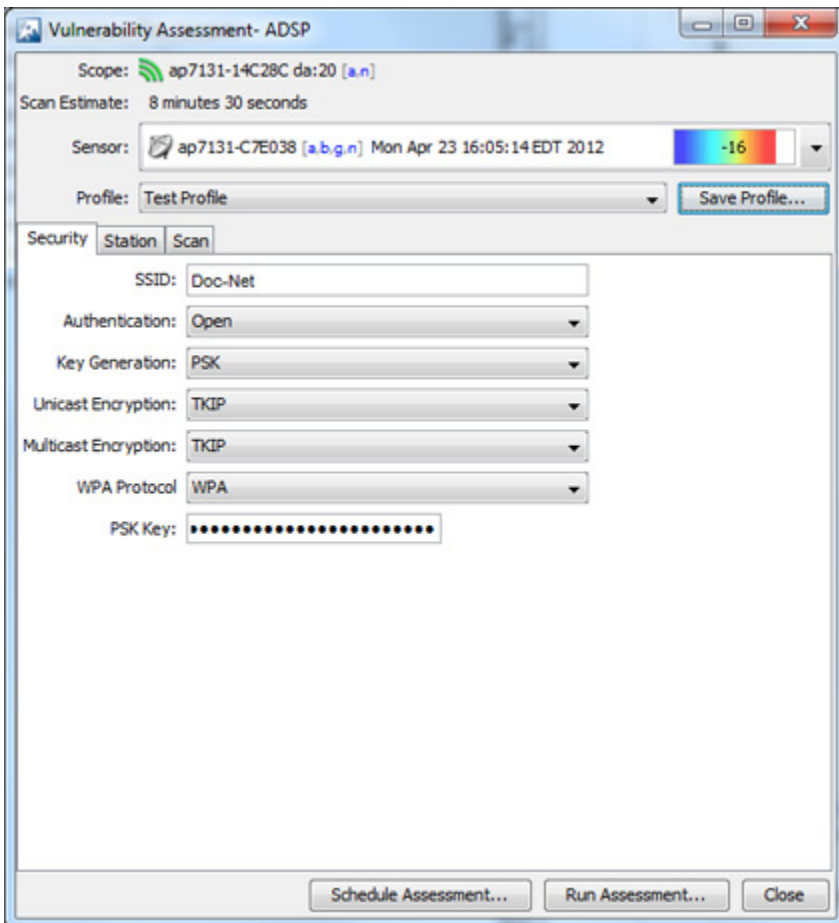 Vulnerability Assessment- ADSP
Scope: ap7131-14C28C da:20 [a,n]
Scan Estimate: 8 minutes 30 seconds
Sensor: ap7131-C7E038 [a,b,g,n] Mon Apr 23 16:05:14 EDT 2012 -16
Profile: Test Profile Save Profile...
Security Station Scan
SSID: Doc-Net
Authentication: Open
Key Generation: PSK
Unicast Encryption: TKIP
Multicast Encryption: TKIP
WPA Protocol WPA
PSK Key: •••••••••••••••••••••••
Schedule Assessment... Run Assessment... Close